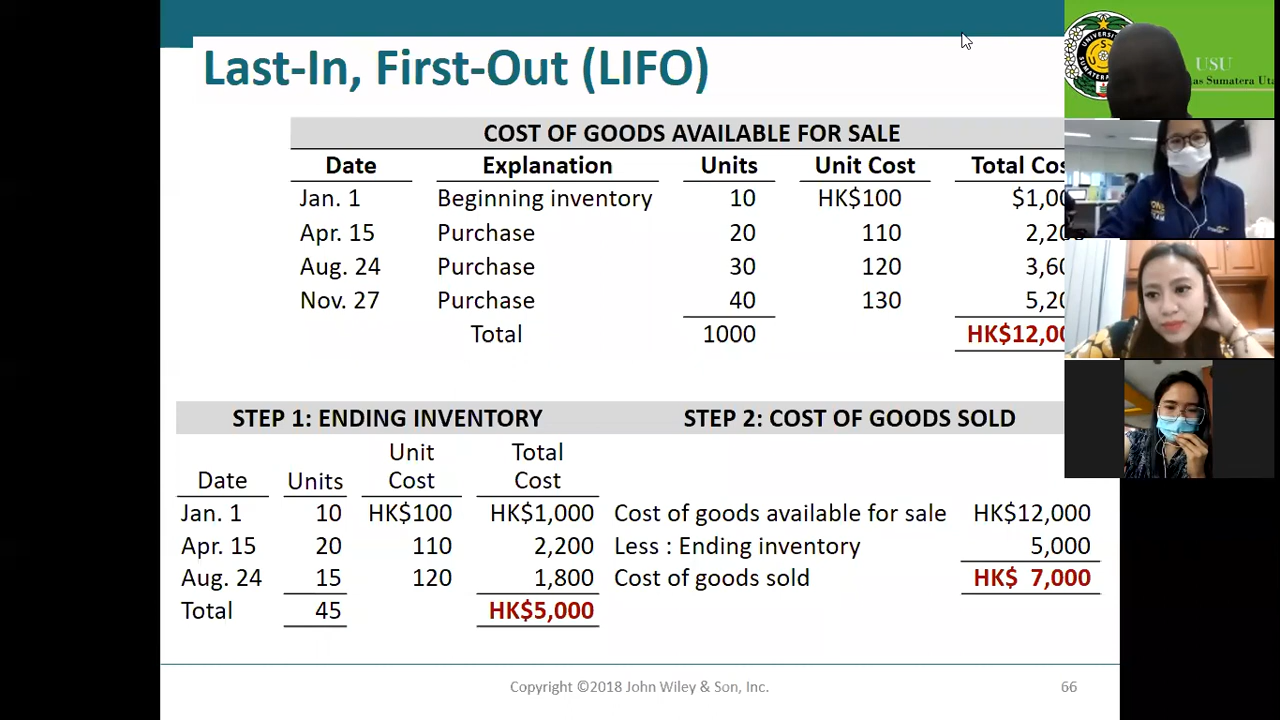 Last-In, First-Out (LIFO)
COST OF GOODS AVAILABLE FOR SALE
Date Explanation Units Unit Cost Total
Jan. 1 Beginning inventory 10 HK$100
Apr. 15 Purchase 20 110
Aug. 24 Purchase 30 120
Nov. 27 Purchase 40 130
Total 1000
STEP 1: ENDING INVENTORY
Date Units Unit Cost Total Cost
Jan. 1 10 HK$100 HK$1,000
Apr. 15 20 110 2,200
Aug. 24 15 120 1,800
Total 45 HK$5,000
STEP 2: COST OF GOODS SOLD
Cost of goods available for sale HK$12,000
Less : Ending inventory 5,000
Cost of goods sold HK$ 7,000
Copyright ©2018 John Wiley & Son, Inc.
66
USU
Sumatera